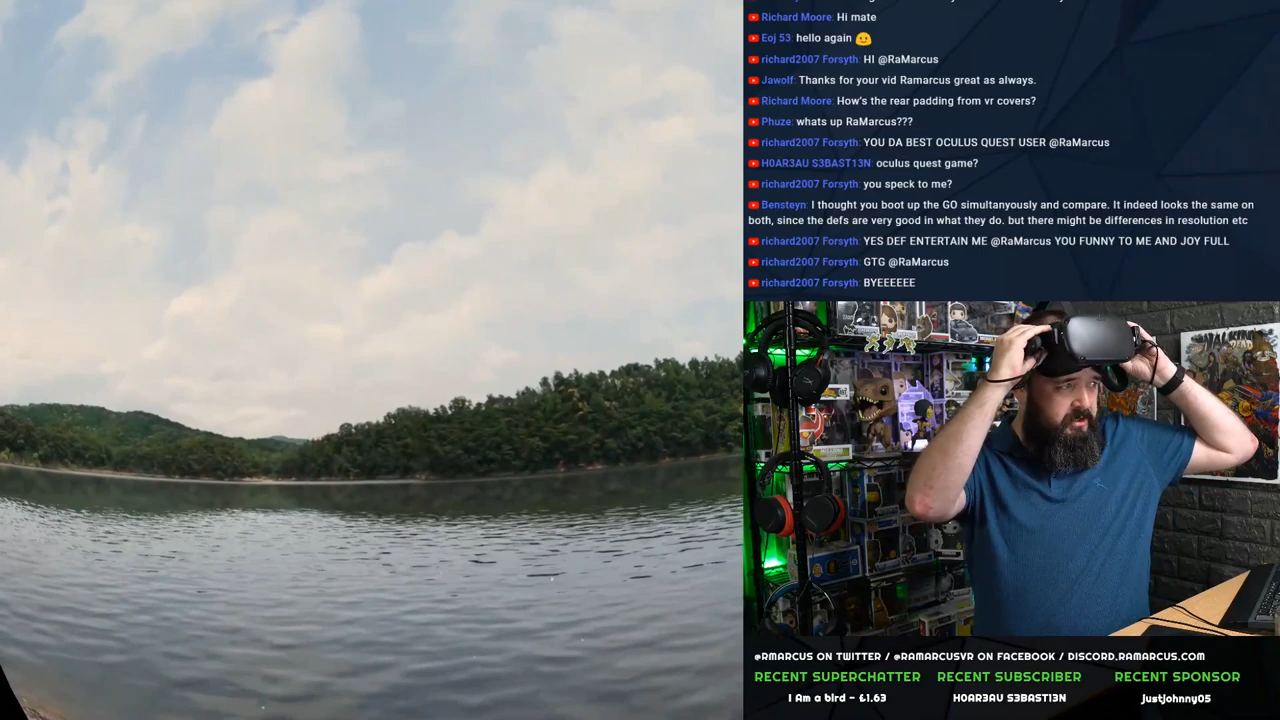 Richard Moore: Hi mate
Eoj 53: hello again
richard2007 Forsyth: HI @RaMarcus
Jawolf: Thanks for your vid Ramarcus great as always.
Richard Moore: How's the rear padding from vr covers?
Phuze: whats up RaMarcus???
richard2007 Forsyth: YOU DA BEST OCULUS QUEST USER @RaMarcus
H0AR3AU S3BAST13N: oculus quest game?
richard2007 Forsyth: you speck to me?
Bensteyn: I thought you boot up the GO simultanyously and compare. It indeed looks the same on
both, since the defs are very good in what they do. but there might be differences in resolution etc
richard2007 Forsyth: YES DEF ENTERTAIN ME @RaMarcus YOU FUNNY TO ME AND JOY FULL
richard2007 Forsyth: GTG @RaMarcus
richard2007 Forsyth: BYEEEEEE
@RMARCUS ON TWITTER / @RAMARCUSVR ON FACEBOOK / DISCORD.RAMARCUS.COM
RECENT SUPERCHATTER RECENT SUBSCRIBER RECENT SPONSOR
I Am a bird - £1.63 H0AR3AU S3BAST13N justjohnny05